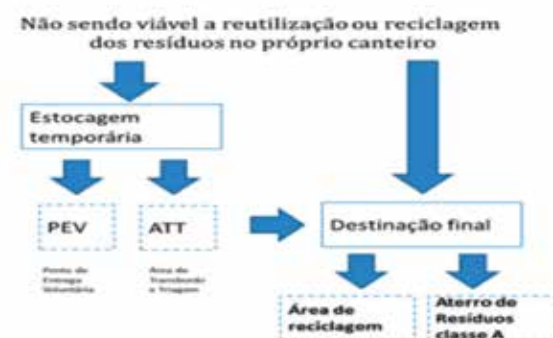 Não sendo viável a reutilização ou reciclagem
dos resíduos no próprio canteiro
Estocagem
temporária
PEV
ATT
Destinação final
Ponto de
Entrega
Voluntária
Área de
Transbordo
e Triagem
Área de
reciclagem
Aterro de
Resíduos
classe A